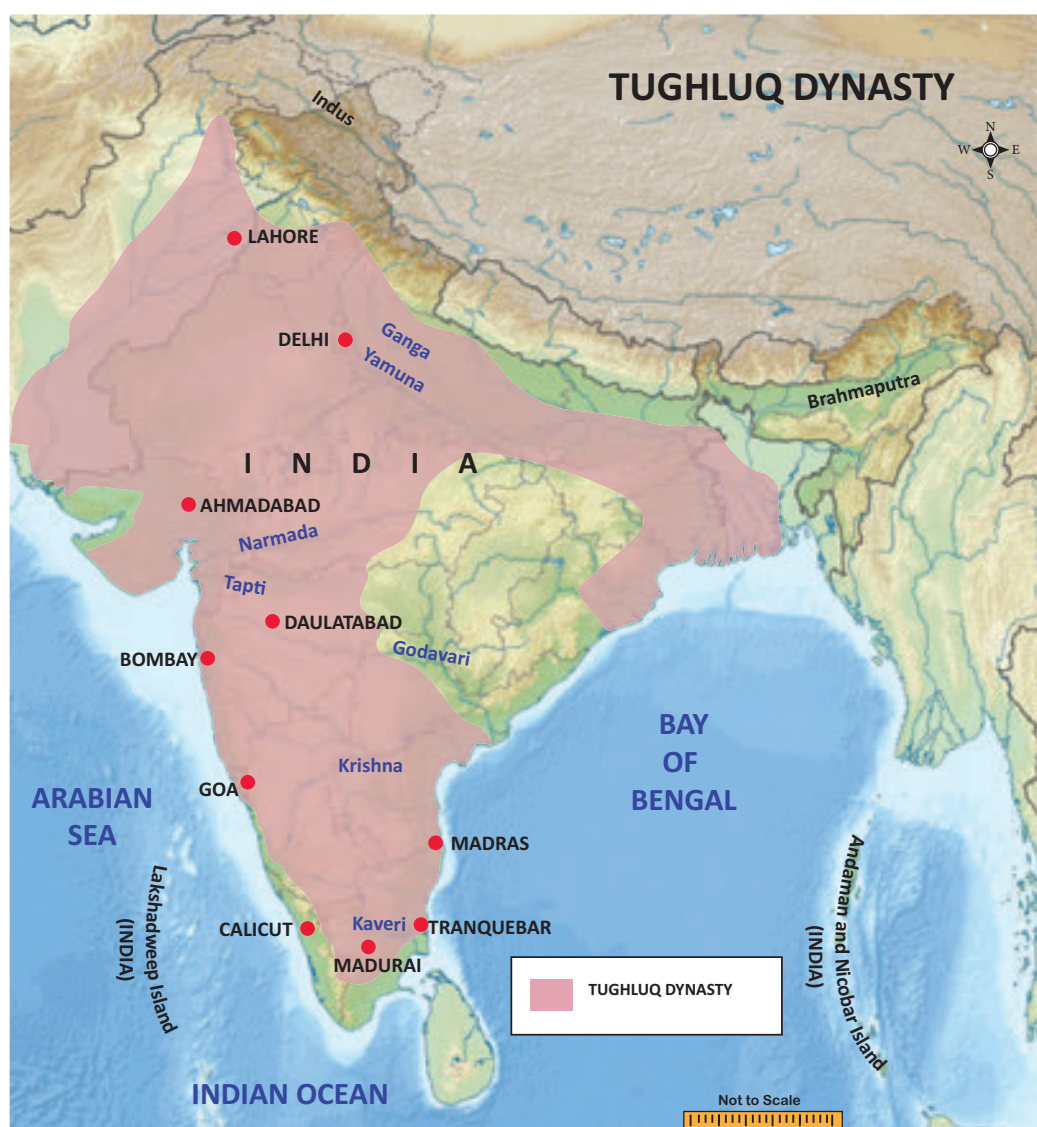 TUGHLUQ DYNASTY
Indus
N
W E
S
LAHORE
DELHI
Ganga
Yamuna
Brahmaputra
I N D I A
AHMADABAD
Narmada
Tapti
DAULATABAD
BOMBAY
Godavari
BAY
OF
BENGAL
Krishna
GOA
ARABIAN
SEA
MADRAS
Lakshadweep Island
(INDIA)
Andaman and Nicobar Island
(INDIA)
CALICUT
Kaveri
TRANQUEBAR
MADURAI
TUGHLUQ DYNASTY
INDIAN OCEAN
Not to Scale